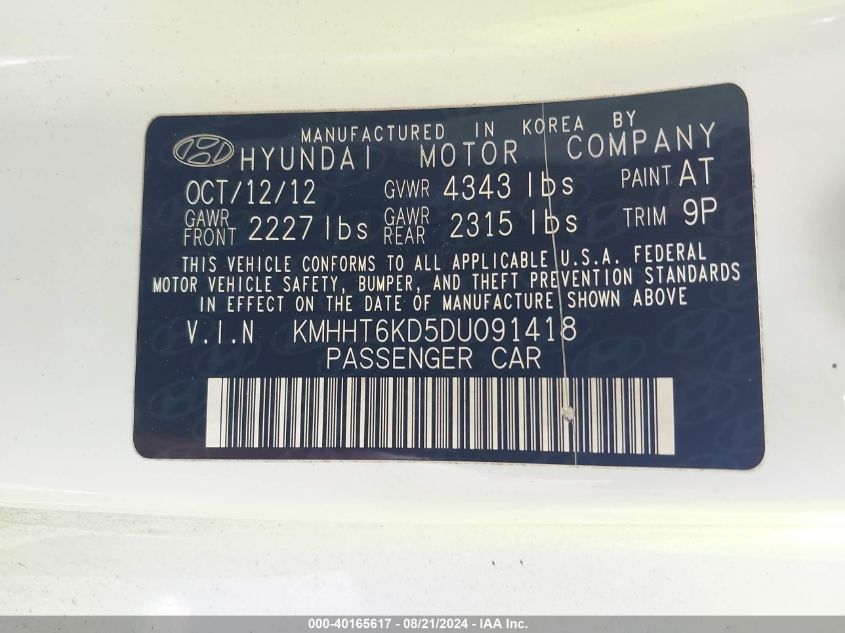 MANUFACTURED IN KOREA BY
HYUNDAI MOTOR COMPANY
OCT/12/12 GVWR 4343 lbs PAINT AT
GAWR FRONT 2227 lbs GAWR REAR 2315 lbs TRIM 9P
THIS VEHICLE CONFORMS TO ALL APPLICABLE U.S.A. FEDERAL
MOTOR VEHICLE SAFETY, BUMPER, AND THEFT PREVENTION STANDARDS
IN EFFECT ON THE DATE OF MANUFACTURE SHOWN ABOVE
V.I.N KMHHT6KD5DU091418
PASSENGER CAR
000-40165617 - 08/21/2024 - IAA Inc.